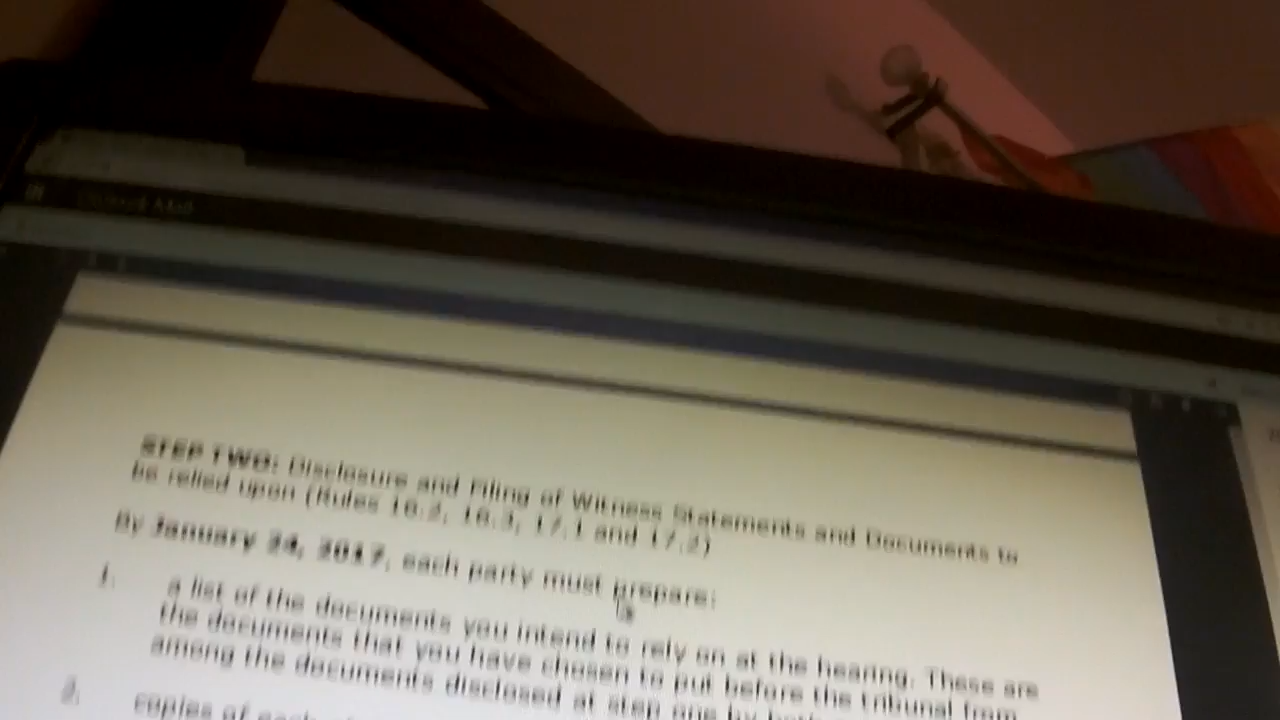 STEP TWO: Disclosure and Filing of Witness Statements and Documents to
be relied upon (Rules 16.2, 16.3, 17.1 and 17.2)
By January 24, 2017, each party must prepare:
1. a list of the documents you intend to rely on at the hearing. These are
the documents that you have chosen to put before the tribunal from
among the documents disclosed at step one by
2. copies of each